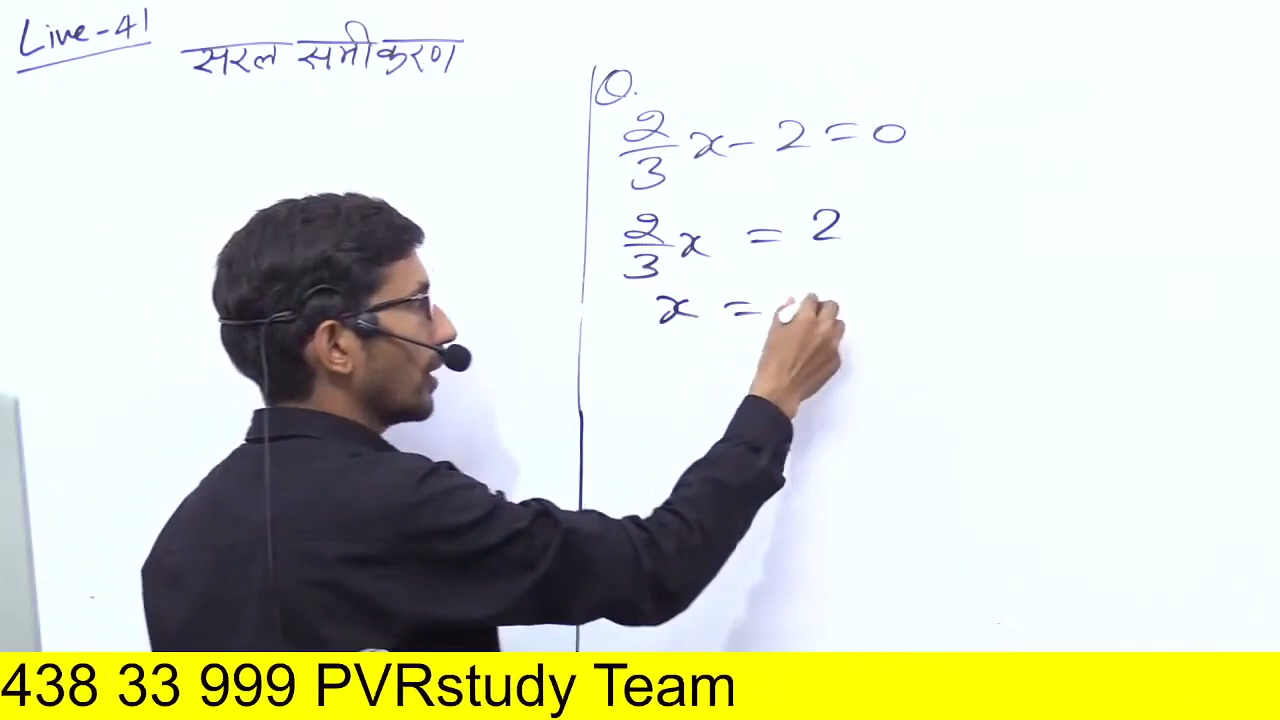 Live-41
सरल समीकरण
Q.
2/3 x - 2 = 0
2/3 x = 2
x =
438 33 999 PVRstudy Team